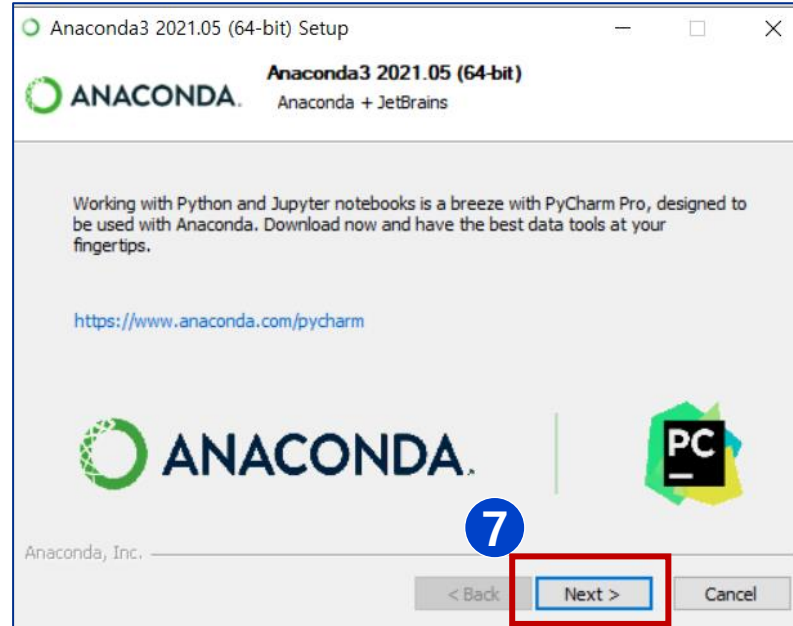 Anaconda3 2021.05 (64-bit) Setup
ANACONDA.
Anaconda3 2021.05 (64-bit)
Anaconda + JetBrains
Working with Python and Jupyter notebooks is a breeze with PyCharm Pro, designed to
be used with Anaconda. Download now and have the best data tools at your
fingertips.
https://www.anaconda.com/pycharm
ANACONDA.
PC
7
Anaconda, Inc.
< Back Next > Cancel